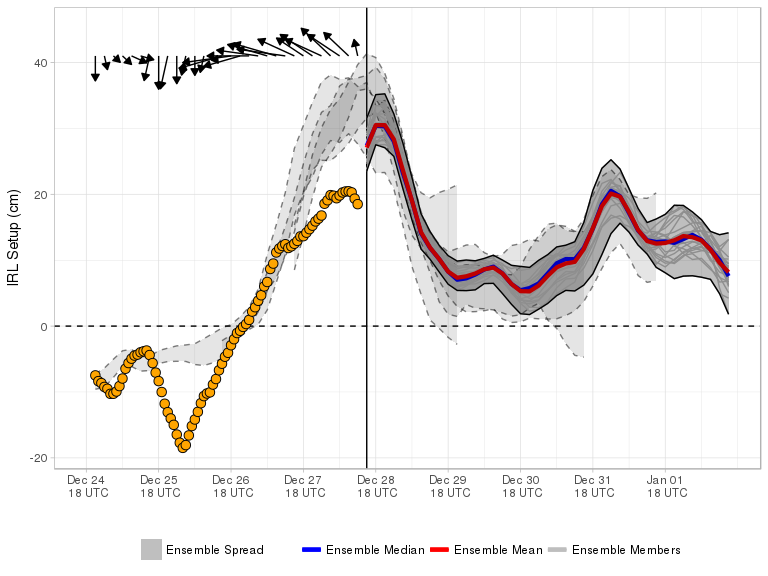 IRL Setup (cm)
40
20
0
-20
Dec 24 Dec 25 Dec 26 Dec 27 Dec 28 Dec 29 Dec 30 Dec 31 Jan 01
18 UTC 18 UTC 18 UTC 18 UTC 18 UTC 18 UTC 18 UTC 18 UTC 18 UTC
Ensemble Spread Ensemble Median Ensemble Mean Ensemble Members